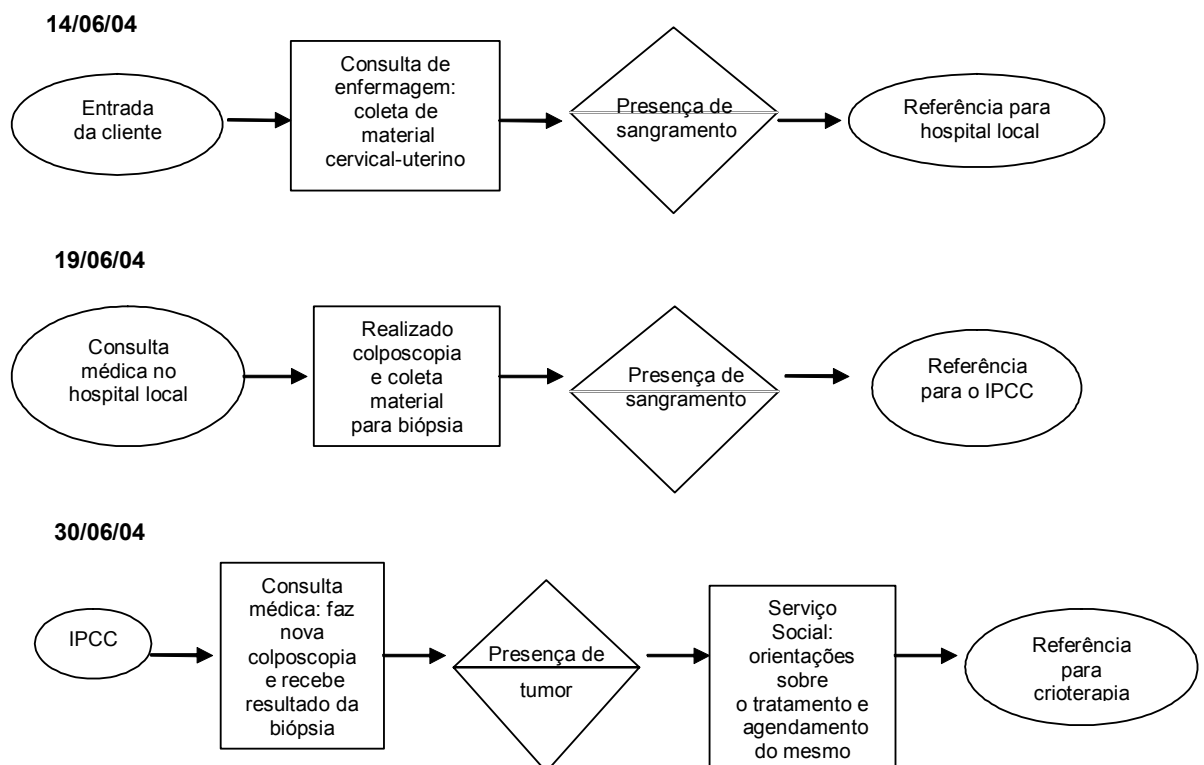 14/06/04
Entrada
da cliente
Consulta de
enfermagem:
coleta de
material
cervical-uterino
Presença de
sangramento
Referência para
hospital local
19/06/04
Consulta
médica no
hospital local
Realizado
colposcopia
e coleta
material
para biópsia
Presença de
sangramento
Referência
para o IPCC
30/06/04
IPCC
Consulta
médica: faz
nova
colposcopia
e recebe
resultado da
biópsia
Presença de
tumor
Serviço
Social:
orientações
sobre
o tratamento e
agendamento
do mesmo
Referência
para
crioterapia